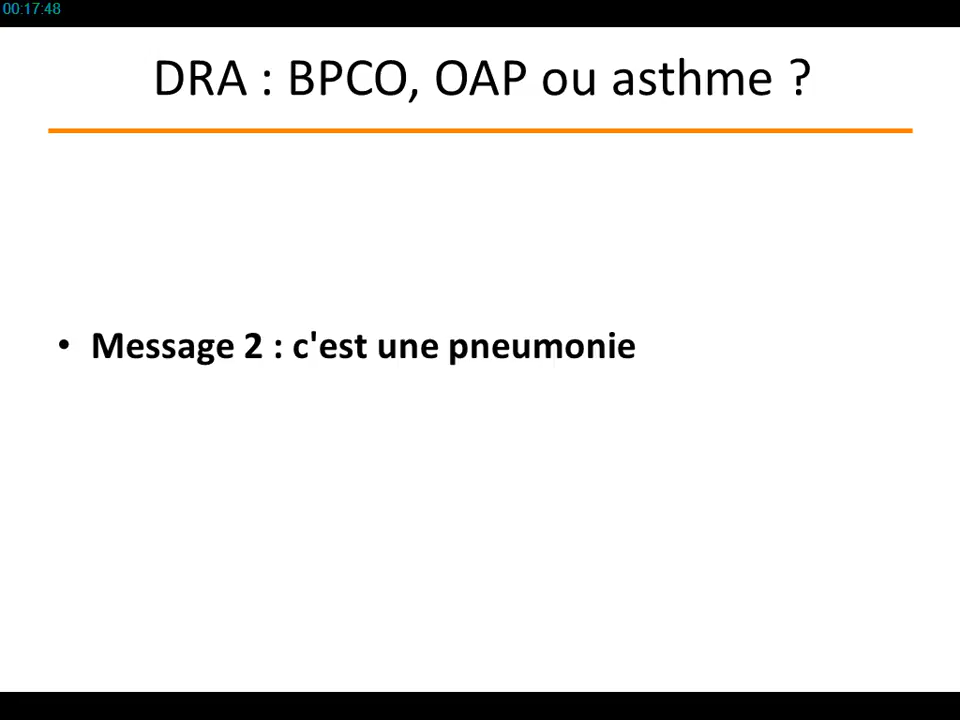 00:17:48
DRA : BPCO, OAP ou asthme ?
• Message 2 : c'est une pneumonie